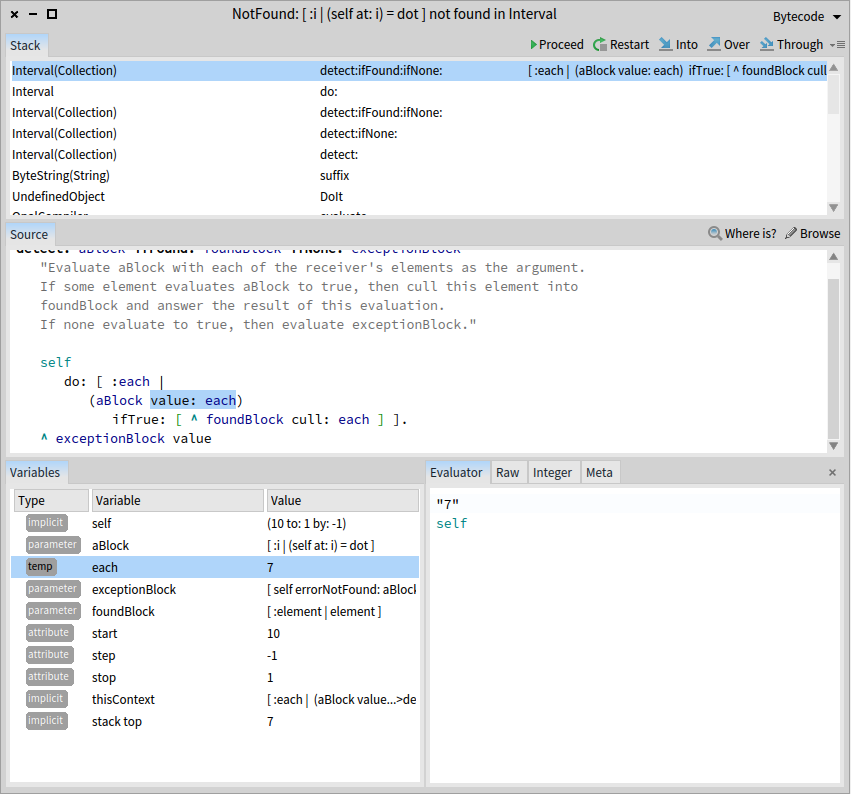 NotFound: [ :i | (self at: i) = dot ] not found in Interval
Bytecode
Stack
Proceed Restart Into Over Through
Interval(Collection) detect:ifFound:ifNone: [ :each | (aBlock value: each) ifTrue: [ ^ foundBlock cull
Interval do:
Interval(Collection) detect:ifFound:ifNone:
Interval(Collection) detect:ifNone:
Interval(Collection) detect:
ByteString(String) suffix
UndefinedObject DoIt
OpalCompiler evaluate
Source
Where is? Browse
detect: aBlock ifFound: foundBlock ifNone: exceptionBlock
"Evaluate aBlock with each of the receiver's elements as the argument.
If some element evaluates aBlock to true, then cull this element into
foundBlock and answer the result of this evaluation.
If none evaluate to true, then evaluate exceptionBlock."
self
do: [ :each |
(aBlock value: each)
ifTrue: [ ^ foundBlock cull: each ] ].
^ exceptionBlock value
Variables
Type Variable Value
implicit self (10 to: 1 by: -1)
parameter aBlock [ :i | (self at: i) = dot ]
temp each 7
parameter exceptionBlock [ self errorNotFound: aBlock
parameter foundBlock [ :element | element ]
attribute start 10
attribute step -1
attribute stop 1
implicit thisContext [ :each | (aBlock value...>de
implicit stack top 7
Evaluator Raw Integer Meta
"7"
self